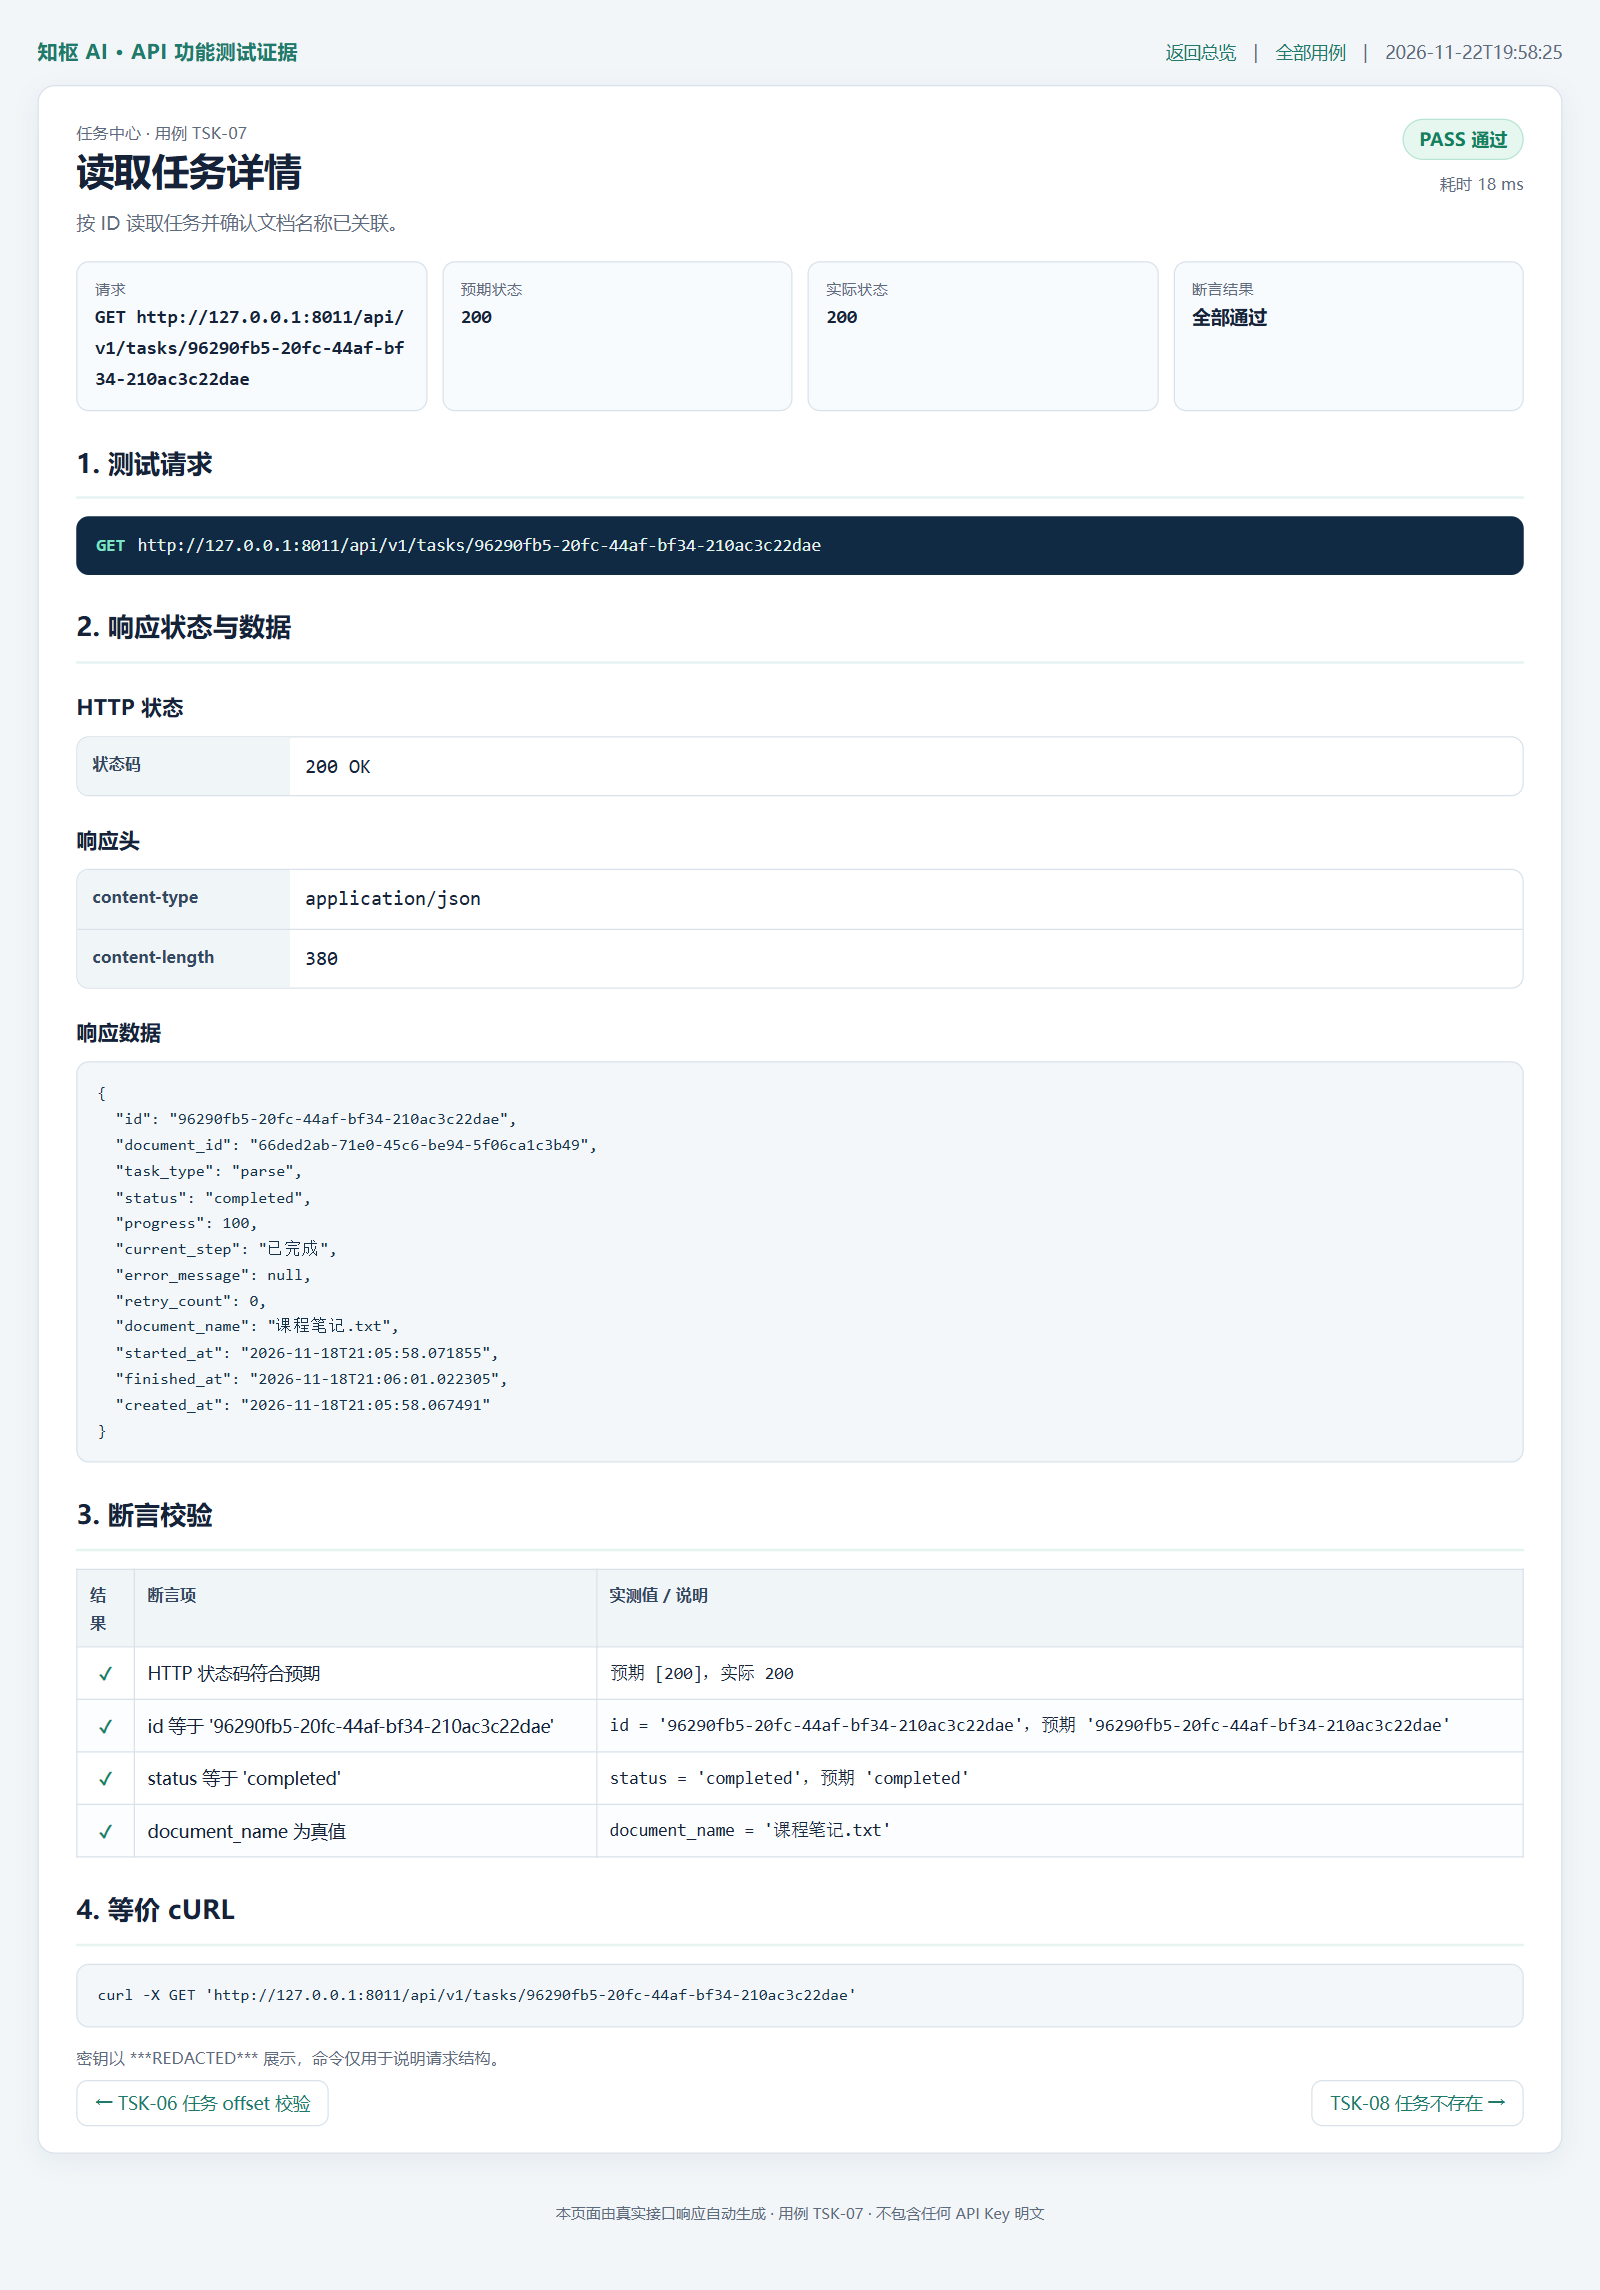 知枢 AI • API 功能测试证据
返回总览 | 全部用例 | 2026-11-22T19:58:25
任务中心 · 用例 TSK-07
读取任务详情
按 ID 读取任务并确认文档名称已关联。
PASS 通过
耗时 18 ms
请求
GET http://127.0.0.1:8011/api/
v1/tasks/96290fb5-20fc-44af-bf
34-210ac3c22dae
预期状态
200
实际状态
200
断言结果
全部通过
1. 测试请求
GET http://127.0.0.1:8011/api/v1/tasks/96290fb5-20fc-44af-bf34-210ac3c22dae
2. 响应状态与数据
HTTP 状态
状态码 200 OK
响应头
content-type application/json
content-length 380
响应数据
{
"id": "96290fb5-20fc-44af-bf34-210ac3c22dae",
"document_id": "66ded2ab-71e0-45c6-be94-5f06ca1c3b49",
"task_type": "parse",
"status": "completed",
"progress": 100,
"current_step": "已完成",
"error_message": null,
"retry_count": 0,
"document_name": "课程笔记.txt",
"started_at": "2026-11-18T21:05:58.071855",
"finished_at": "2026-11-18T21:06:01.022305",
"created_at": "2026-11-18T21:05:58.067491"
}
3. 断言校验
结果 断言项 实测值 / 说明
✓ HTTP 状态码符合预期 预期 [200]，实际 200
✓ id 等于 '96290fb5-20fc-44af-bf34-210ac3c22dae' id = '96290fb5-20fc-44af-bf34-210ac3c22dae'，预期 '96290fb5-20fc-44af-bf34-210ac3c22dae'
✓ status 等于 'completed' status = 'completed'，预期 'completed'
✓ document_name 为真值 document_name = '课程笔记.txt'
4. 等价 cURL
curl -X GET 'http://127.0.0.1:8011/api/v1/tasks/96290fb5-20fc-44af-bf34-210ac3c22dae'
密钥以 ***REDACTED*** 展示，命令仅用于说明请求结构。
← TSK-06 任务 offset 校验
TSK-08 任务不存在 →
本页面由真实接口响应自动生成 · 用例 TSK-07 · 不包含任何 API Key 明文